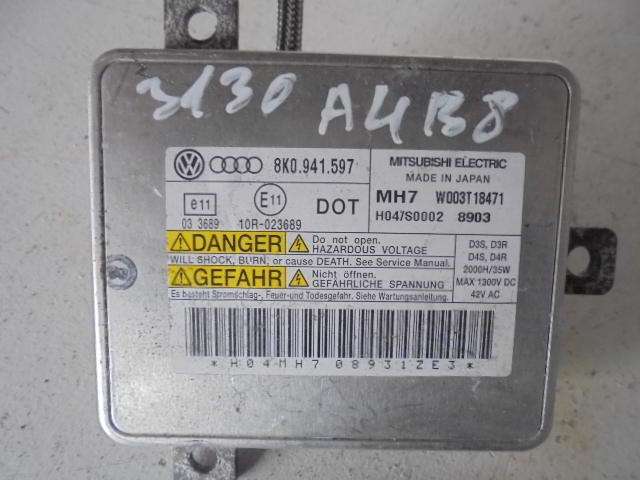 3130 A4B8
8K0.941.597
MITSUBISHI ELECTRIC
MADE IN JAPAN
MH7 W003T18471
H047S0002 8903
e11
03 3689
E11
10R-023689
DOT
DANGER
Do not open.
HAZARDOUS VOLTAGE
WILL SHOCK, BURN, or cause DEATH. See Service Manual.
GEFAHR
Nicht öffnen.
GEFÄHRLICHE SPANNUNG
Es besteht Stromschlag-, Feuer-und Todesgefahr. Siehe Wartungsanleitung.
D3S, D3R
D4S, D4R
2000H/35W
MAX 1300V DC
42V AC
*H04MH708931ZE3*